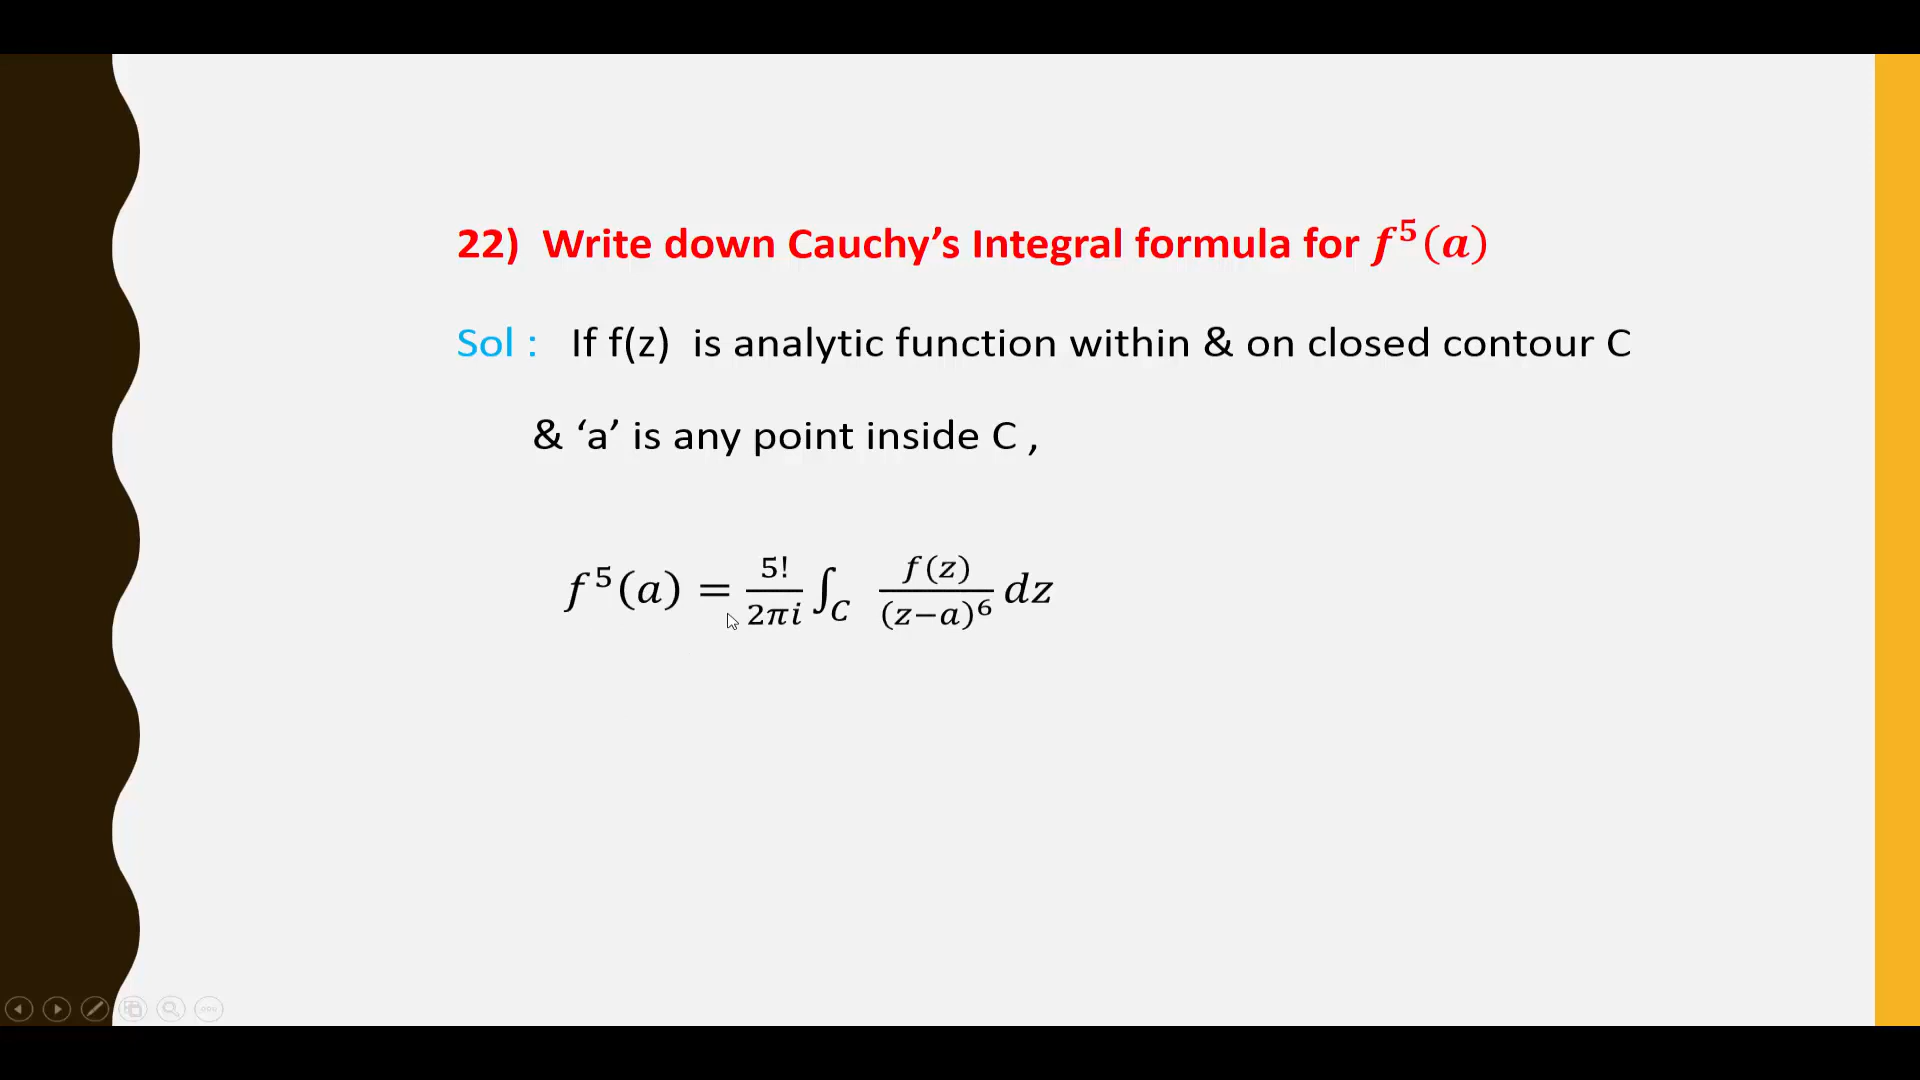 22) Write down Cauchy’s Integral formula for f⁵(a)
Sol : If f(z) is analytic function within & on closed contour C
& ‘a’ is any point inside C ,
f⁵(a) = 5!/2πi ∫_C f(z)/(z−a)⁶ dz